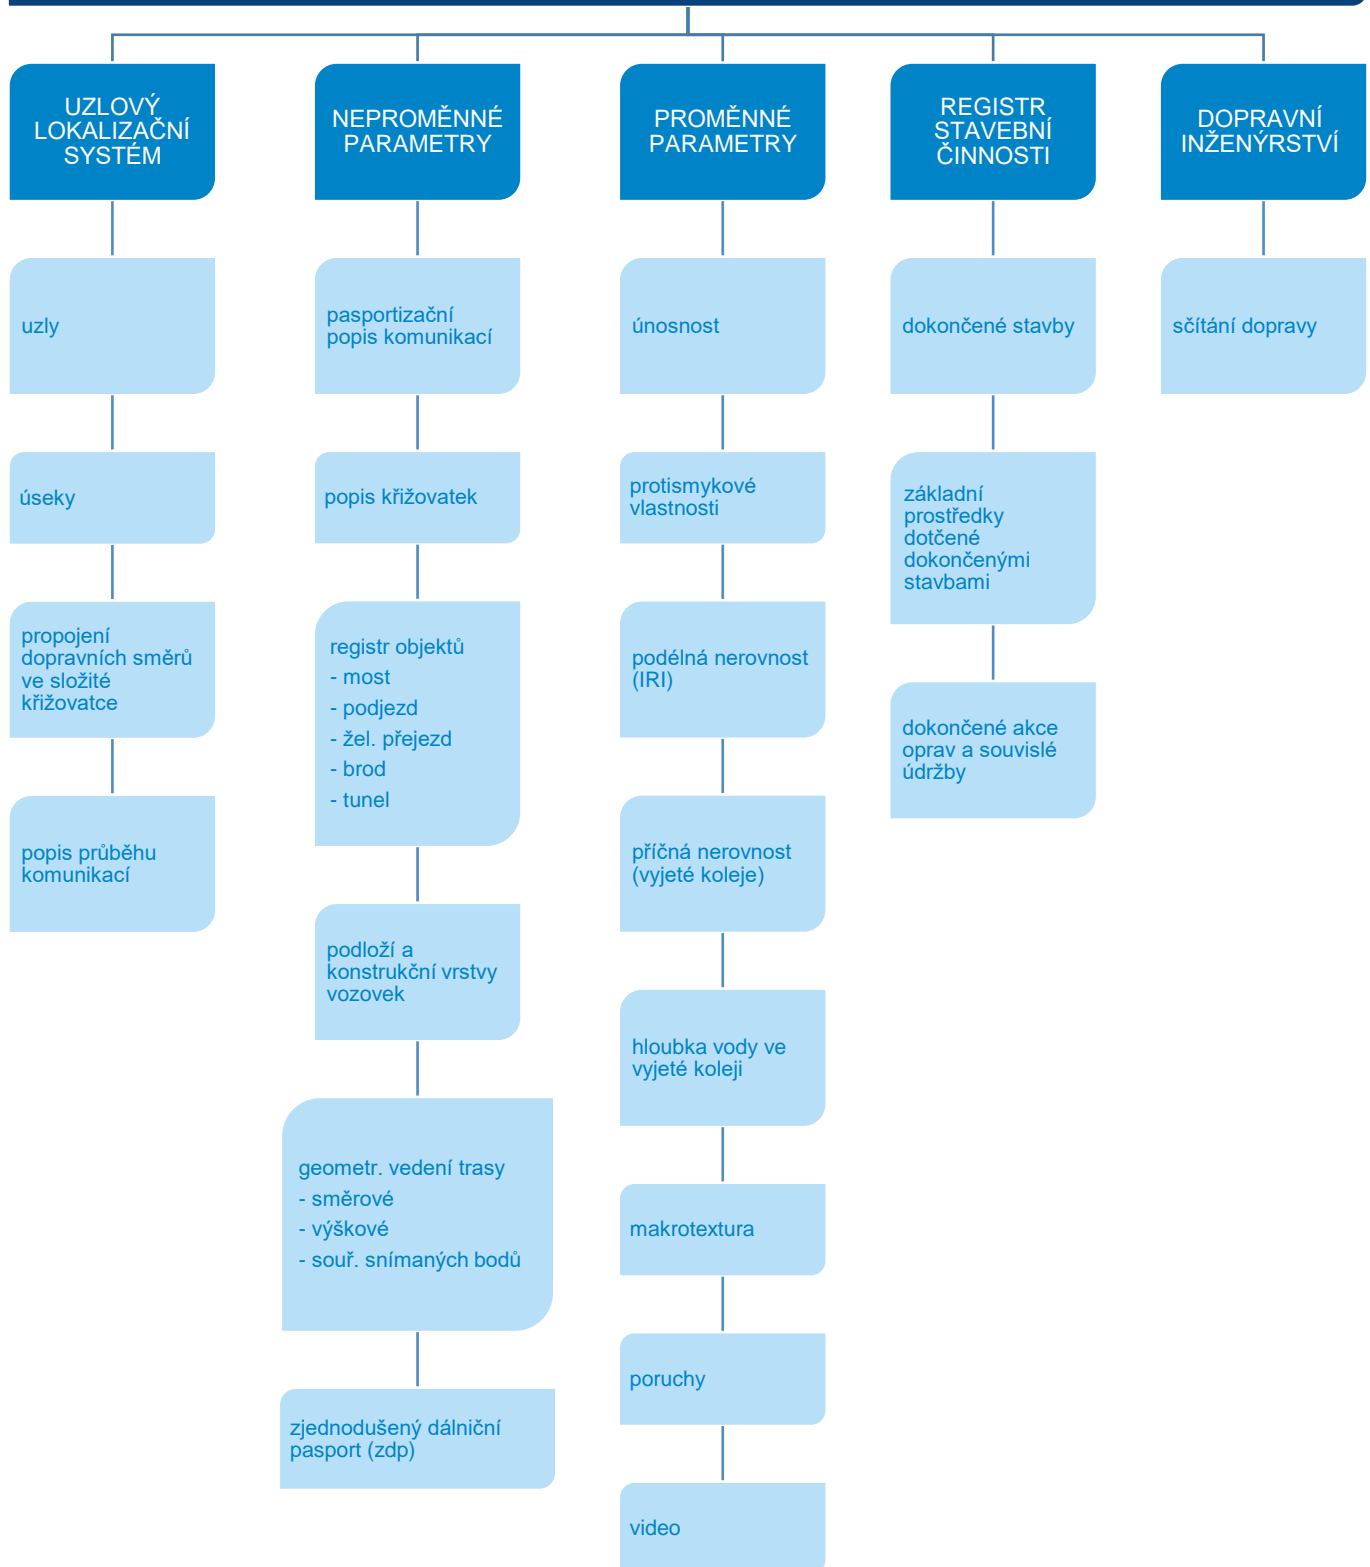 UZLOVÝ
LOKALIZAČNÍ
SYSTÉM
uzly
úseky
propojení
dopravních směrů
ve složité
křižovatce
popis průběhu
komunikací
NEPROMĚNNÉ
PARAMETRY
pasportizační
popis komunikací
popis křižovatek
registr objektů
- most
- podjezd
- žel. přejezd
- brod
- tunel
podloží a
konstrukční vrstvy
vozovek
geometr. vedení trasy
- směrové
- výškové
- souř. snímaných bodů
zjednodušený dálniční
pasport (zdp)
PROMĚNNÉ
PARAMETRY
únosnost
protismykové
vlastnosti
podélná nerovnost
(IRI)
příčná nerovnost
(vyjeté koleje)
hloubka vody ve
vyjeté koleji
makrotextura
poruchy
video
REGISTR
STAVEBNÍ
ČINNOSTI
dokončené stavby
základní
prostředky
dotčené
dokončenými
stavbami
dokončené akce
oprav a souvislé
údržby
DOPRAVNÍ
INŽENÝRSTVÍ
sčítání dopravy